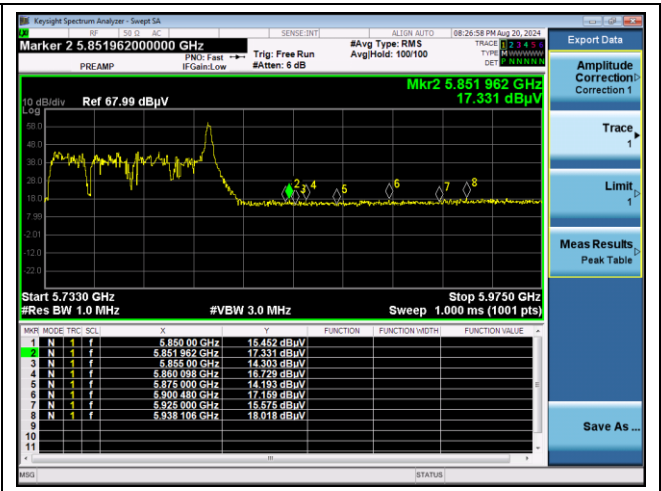 Keysight Spectrum Analyzer - Swept SA
RF 50 Ω AC SENSE:INT ALIGN AUTO 08:26:58 PM Aug 20, 2024
Marker 2 5.851962000000 GHz
PREAMP
PNO: Fast
IFGain:Low
Trig: Free Run
#Atten: 6 dB
#Avg Type: RMS
Avg|Hold: 100/100
TRACE 1 2 3 4 5 6
TYPE MWWWWW
DET P NNNNN
Mkr2 5.851 962 GHz
17.331 dBµV
10 dB/div Ref 67.99 dBµV
Log
58.0
48.0
38.0
28.0
18.0
7.99
-2.01
-12.0
-22.0
2 3 4 5 6 7 8
Start 5.7330 GHz Stop 5.9750 GHz
#Res BW 1.0 MHz #VBW 3.0 MHz Sweep 1.000 ms (1001 pts)
MKR MODE TRC SCL X Y FUNCTION FUNCTION WIDTH FUNCTION VALUE
1 N 1 f 5.850 00 GHz 15.452 dBµV
2 N 1 f 5.851 962 GHz 17.331 dBµV
3 N 1 f 5.855 00 GHz 14.303 dBµV
4 N 1 f 5.860 098 GHz 16.729 dBµV
5 N 1 f 5.875 000 GHz 14.193 dBµV
6 N 1 f 5.900 480 GHz 17.159 dBµV
7 N 1 f 5.925 000 GHz 15.575 dBµV
8 N 1 f 5.938 106 GHz 18.018 dBµV
9
10
11
MSG STATUS
Export Data
Amplitude
Correction
Correction 1
Trace
1
Limit
1
Meas Results
Peak Table
Save As ...